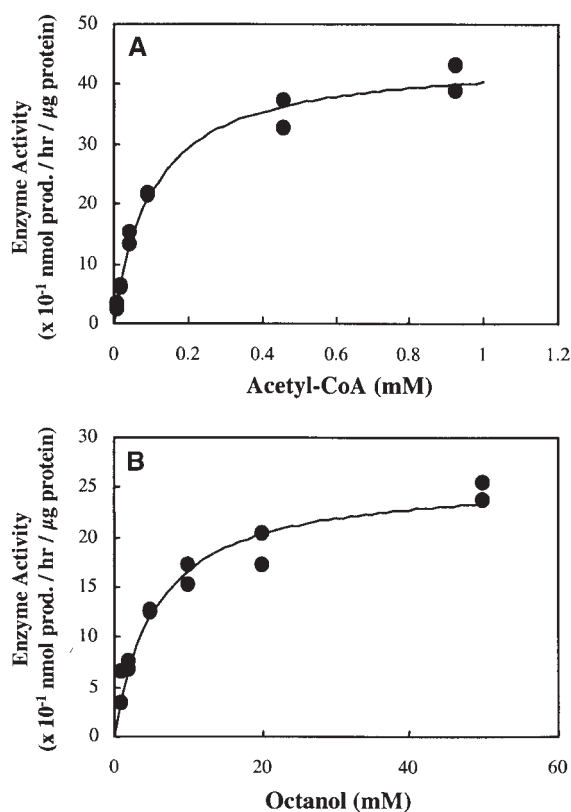 A
50
40
30
20
10
0
Enzyme Activity
(x 10-1 nmol prod. / hr / µg protein)
0 0.2 0.4 0.6 0.8 1 1.2
Acetyl-CoA (mM)
B
30
25
20
15
10
5
0
Enzyme Activity
(x 10-1 nmol prod. / hr / µg protein)
0 20 40 60
Octanol (mM)